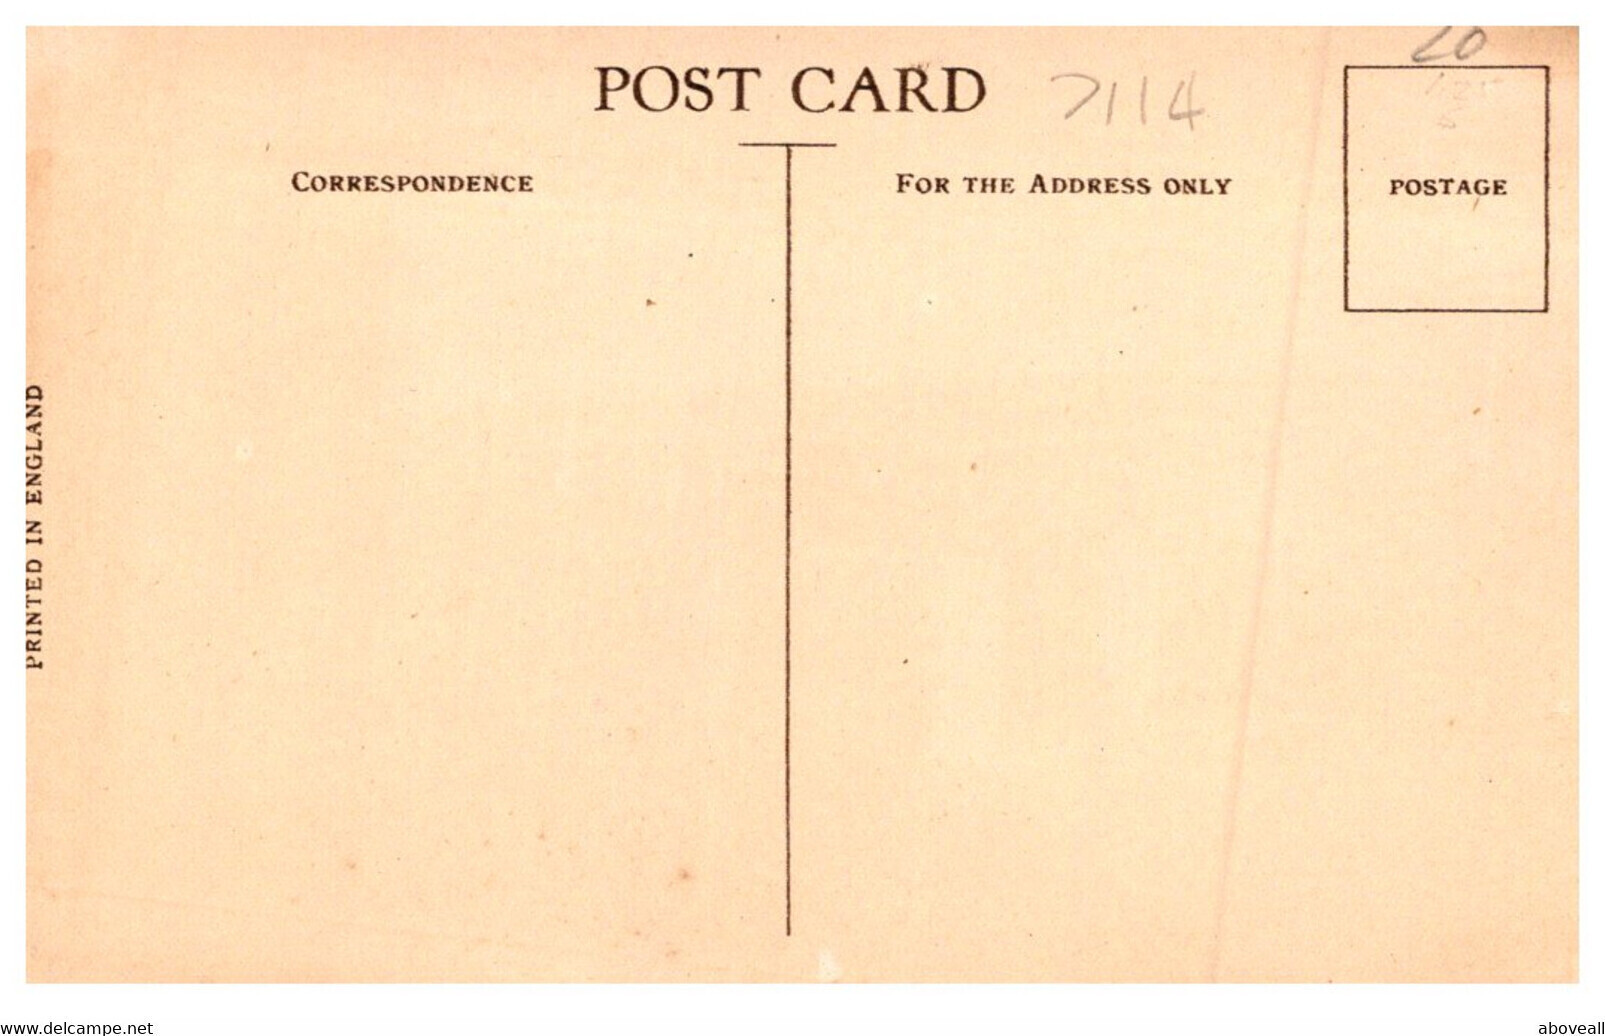 20
POST CARD 7114
CORRESPONDENCE
FOR THE ADDRESS ONLY
POSTAGE
PRINTED IN ENGLAND
www.delcampe.net
aboveall